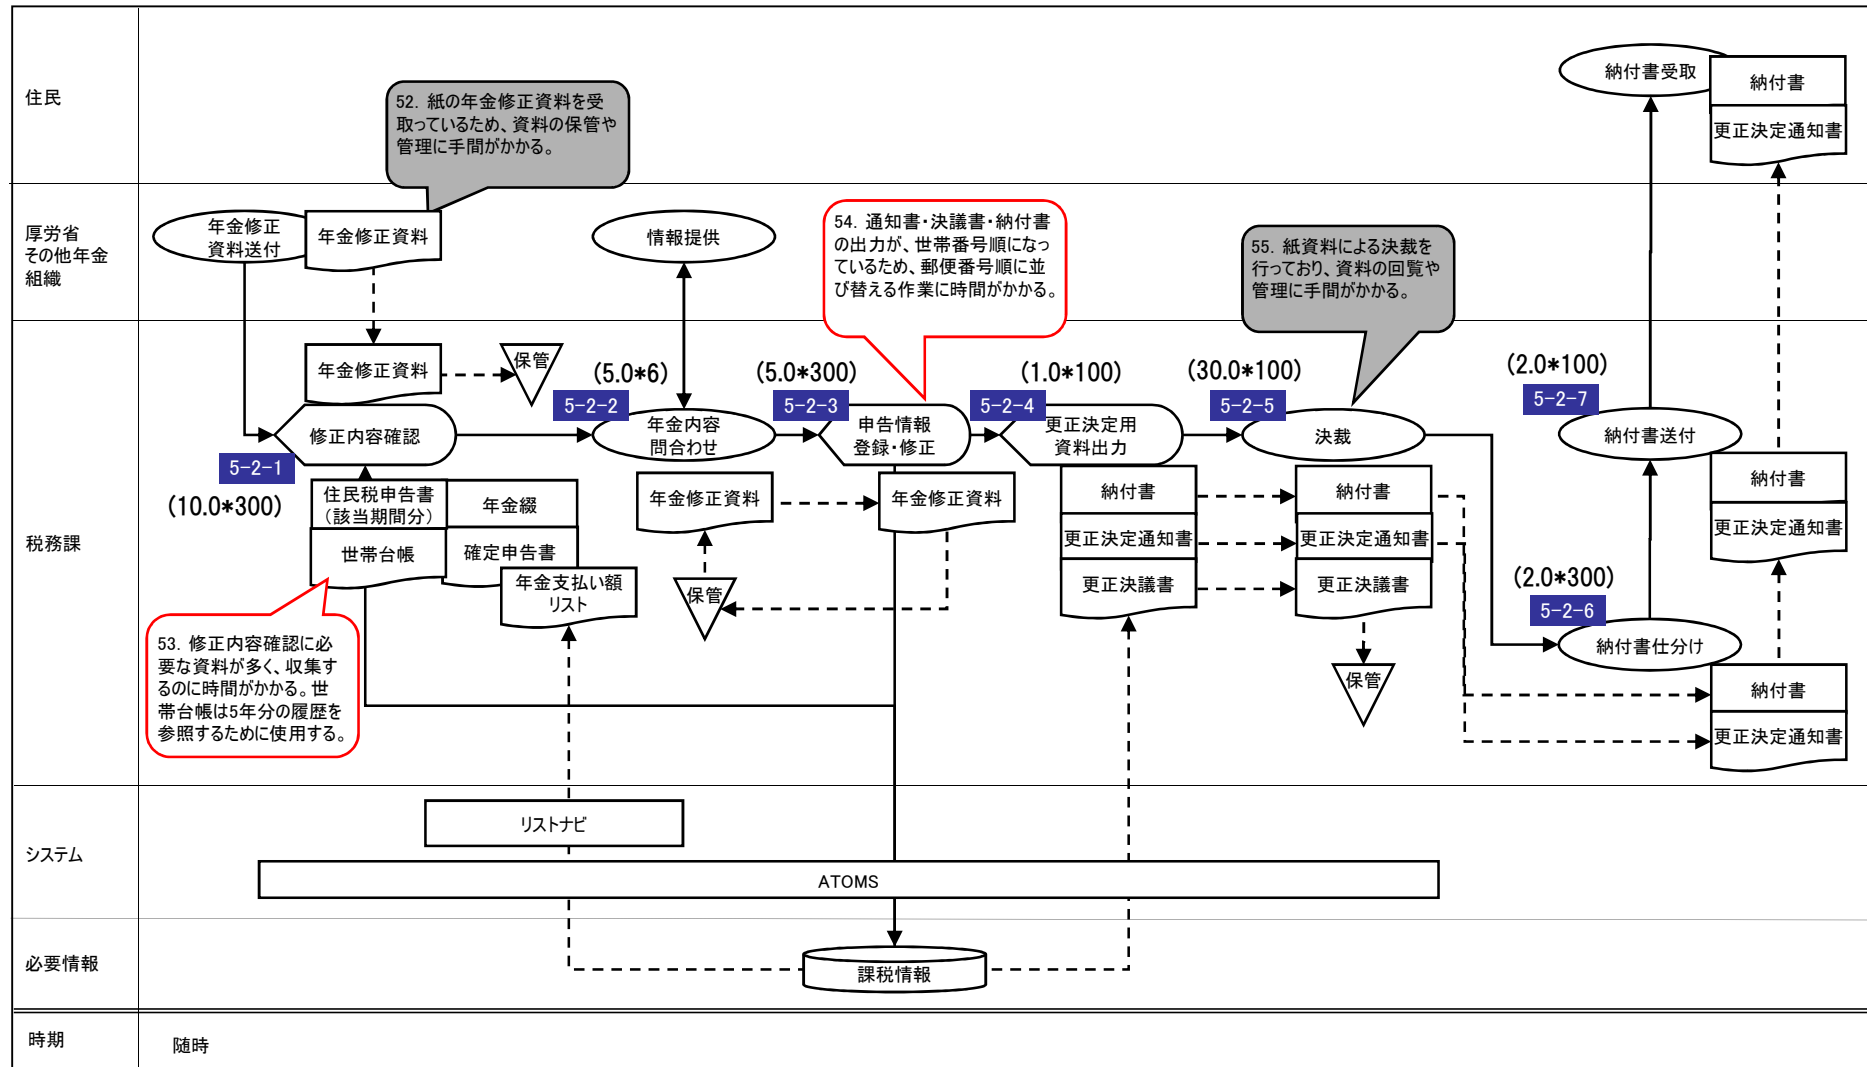 住民
納付書受取
納付書
更正決定通知書
52．紙の年金修正資料を受
取っているため、資料の保管や
管理に手間がかかる。
厚労省
その他年金
組織
年金修正
資料送付
年金修正資料
情報提供
54．通知書・決議書・納付書
の出力が、世帯番号順になっ
ているため、郵便番号順に並
び替える作業に時間がかかる。
55．紙資料による決裁を
行っており、資料の回覧や
管理に手間がかかる。
税務課
年金修正資料
保管
(5.0*6)
(5.0*300)
(1.0*100)
(30.0*100)
(2.0*100)
5-2-2
5-2-3
5-2-4
5-2-5
5-2-7
修正内容確認
年金内容
問合わせ
申告情報
登録・修正
更正決定用
資料出力
決裁
納付書送付
5-2-1
(10.0*300)
住民税申告書
（該当期間分）
年金綴
世帯台帳
確定申告書
年金支払い額
リスト
年金修正資料
年金修正資料
保管
納付書
更正決定通知書
更正決議書
納付書
更正決定通知書
更正決議書
保管
納付書
更正決定通知書
(2.0*300)
5-2-6
納付書仕分け
納付書
更正決定通知書
53．修正内容確認に必
要な資料が多く、収集す
るのに時間がかかる。世
帯台帳は5年分の履歴を
参照するために使用する。
システム
リストナビ
ATOMS
必要情報
課税情報
時期
随時